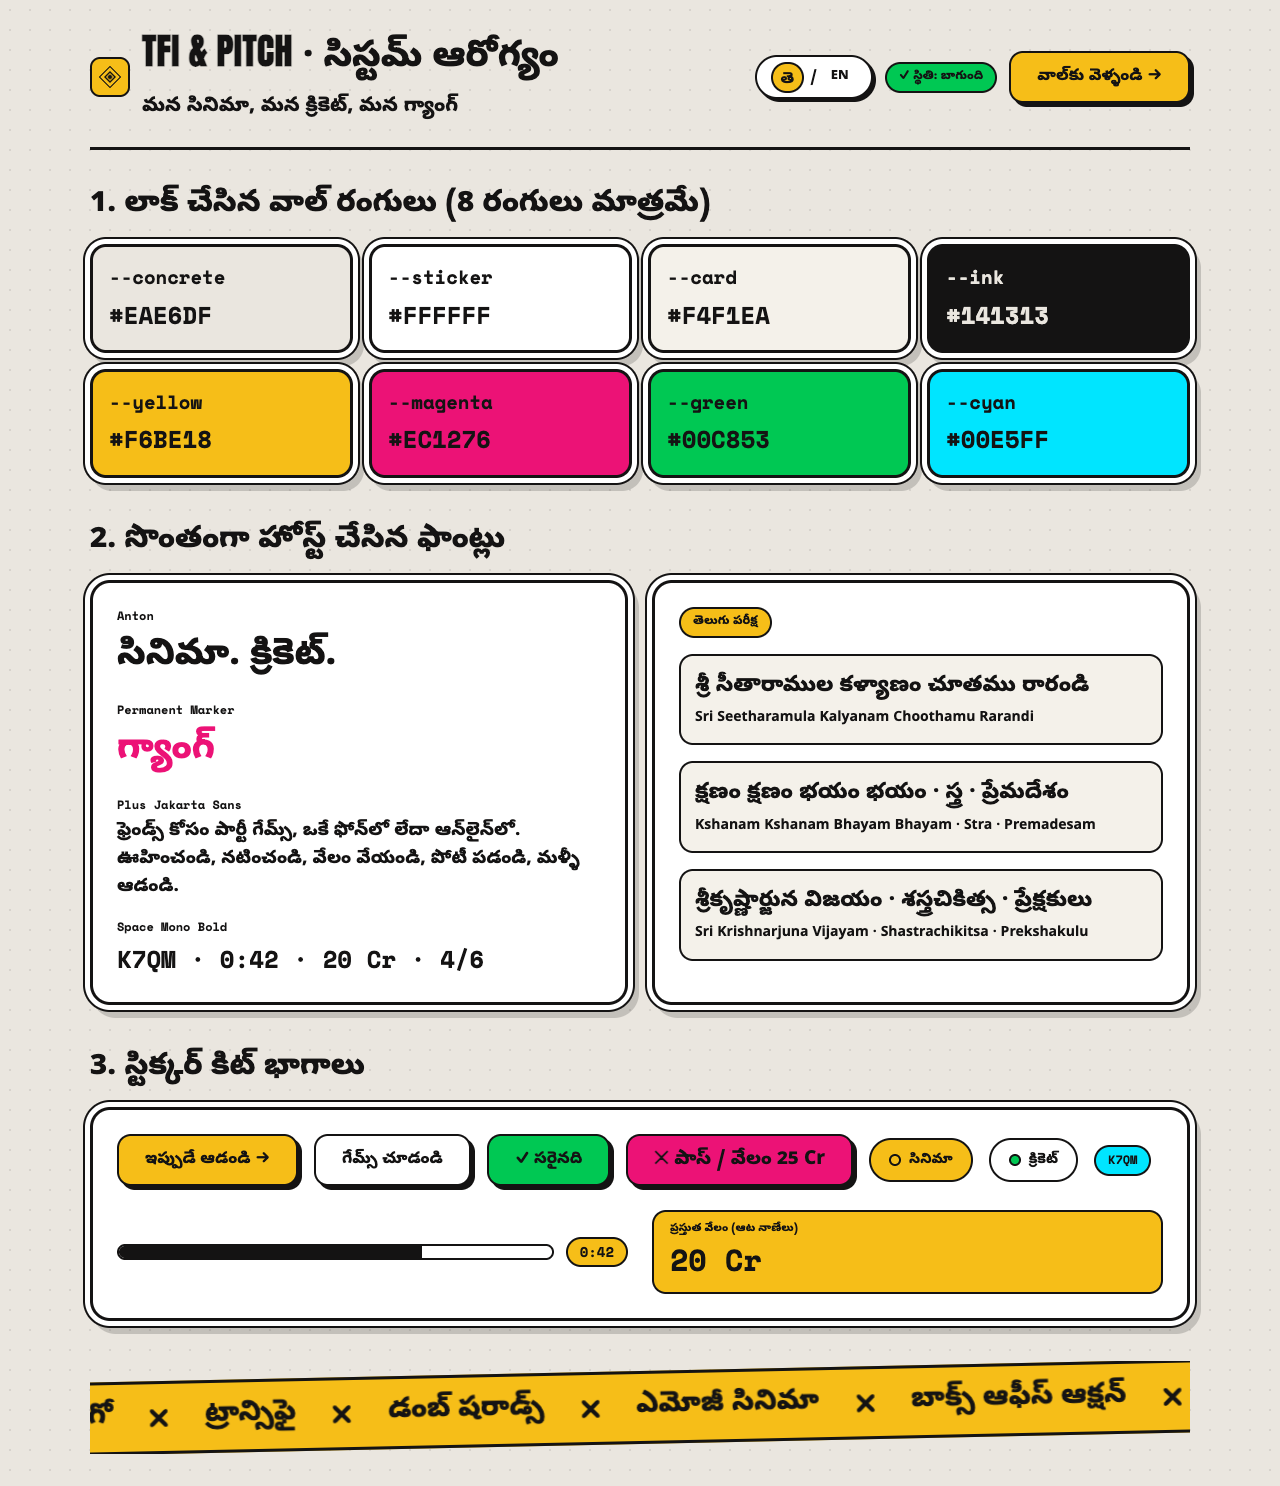 TFI & PITCH · సిస్టమ్ ఆరోగ్యం
మన సినిమా, మన క్రికెట్, మన గ్యాంగ్
తె / EN
✓ స్థితి: బాగుంది
వాల్‌కు వెళ్ళండి →
1. లాక్ చేసిన వాల్ రంగులు (8 రంగులు మాత్రమే)
--concrete
#EAE6DF
--sticker
#FFFFFF
--card
#F4F1EA
--ink
#141313
--yellow
#F6BE18
--magenta
#EC1276
--green
#00C853
--cyan
#00E5FF
2. సొంతంగా హోస్ట్ చేసిన ఫాంట్లు
Anton
సినిమా. క్రికెట్.
Permanent Marker
గ్యాంగ్
Plus Jakarta Sans
ఫ్రెండ్స్ కోసం పార్టీ గేమ్స్, ఒకే ఫోన్‌లో లేదా ఆన్‌లైన్‌లో.
ఊహించండి, నటించండి, వేలం వేయండి, పోటీ పడండి, మళ్ళీ
ఆడండి.
Space Mono Bold
K7QM · 0:42 · 20 Cr · 4/6
తెలుగు పరీక్ష
శ్రీ సీతారాముల కళ్యాణం చూతము రారండి
Sri Seetharamula Kalyanam Choothamu Rarandi
క్షణం క్షణం భయం భయం · స్త్ర · ప్రేమదేశం
Kshanam Kshanam Bhayam Bhayam · Stra · Premadesam
శ్రీకృష్ణార్జున విజయం · శస్త్రచికిత్స · ప్రేక్షకులు
Sri Krishnarjuna Vijayam · Shastrachikitsa · Prekshakulu
3. స్టిక్కర్ కిట్ భాగాలు
ఇప్పుడే ఆడండి →
గేమ్స్ చూడండి
✓ సరైనది
✕ పాస్ / వేలం 25 Cr
సినిమా
క్రికెట్
K7QM
0:42
ప్రస్తుత వేలం (ఆట నాణేలు)
20 Cr
గో ✕ ట్రాన్సిఫై ✕ డంబ్ షరాడ్స్ ✕ ఎమోజీ సినిమా ✕ బాక్స్ ఆఫీస్ ఆక్షన్ ✕